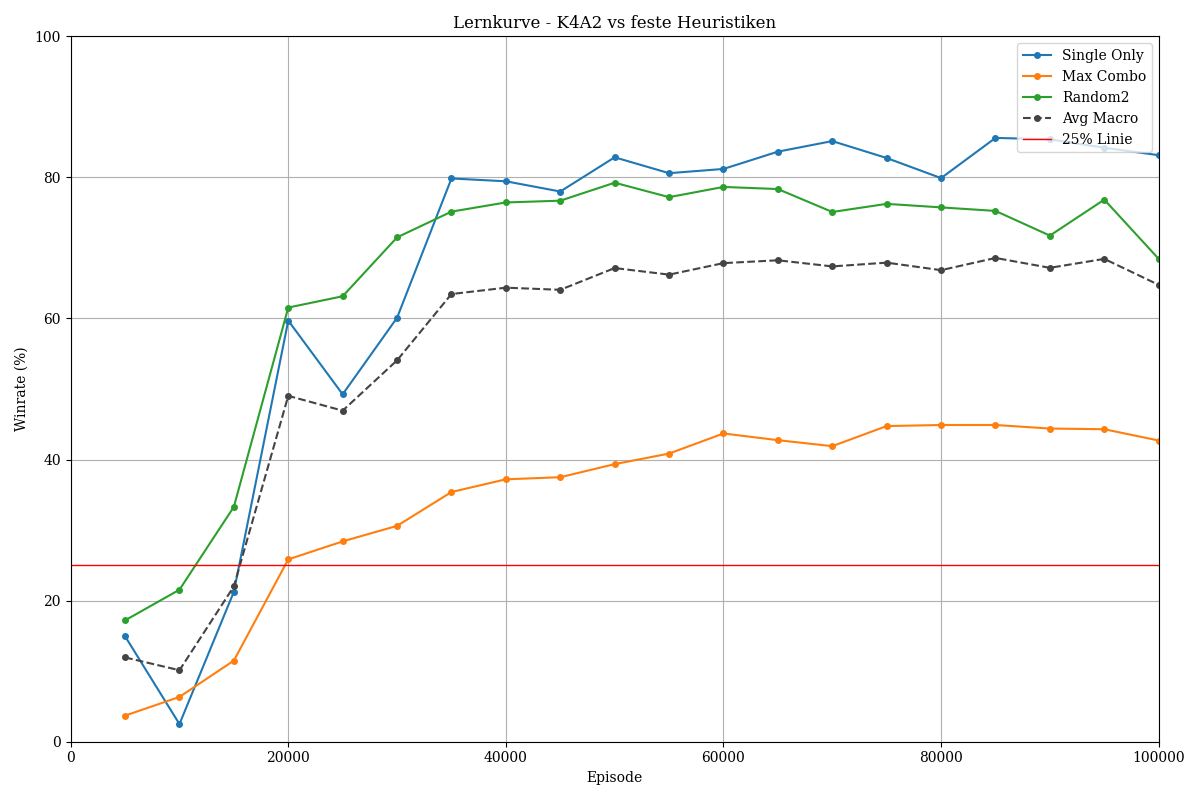 Lernkurve - K4A2 vs feste Heuristiken
Winrate (%)
100
80
60
40
20
0
Single Only
Max Combo
Random2
Avg Macro
25% Linie
0 20000 40000 60000 80000 100000
Episode